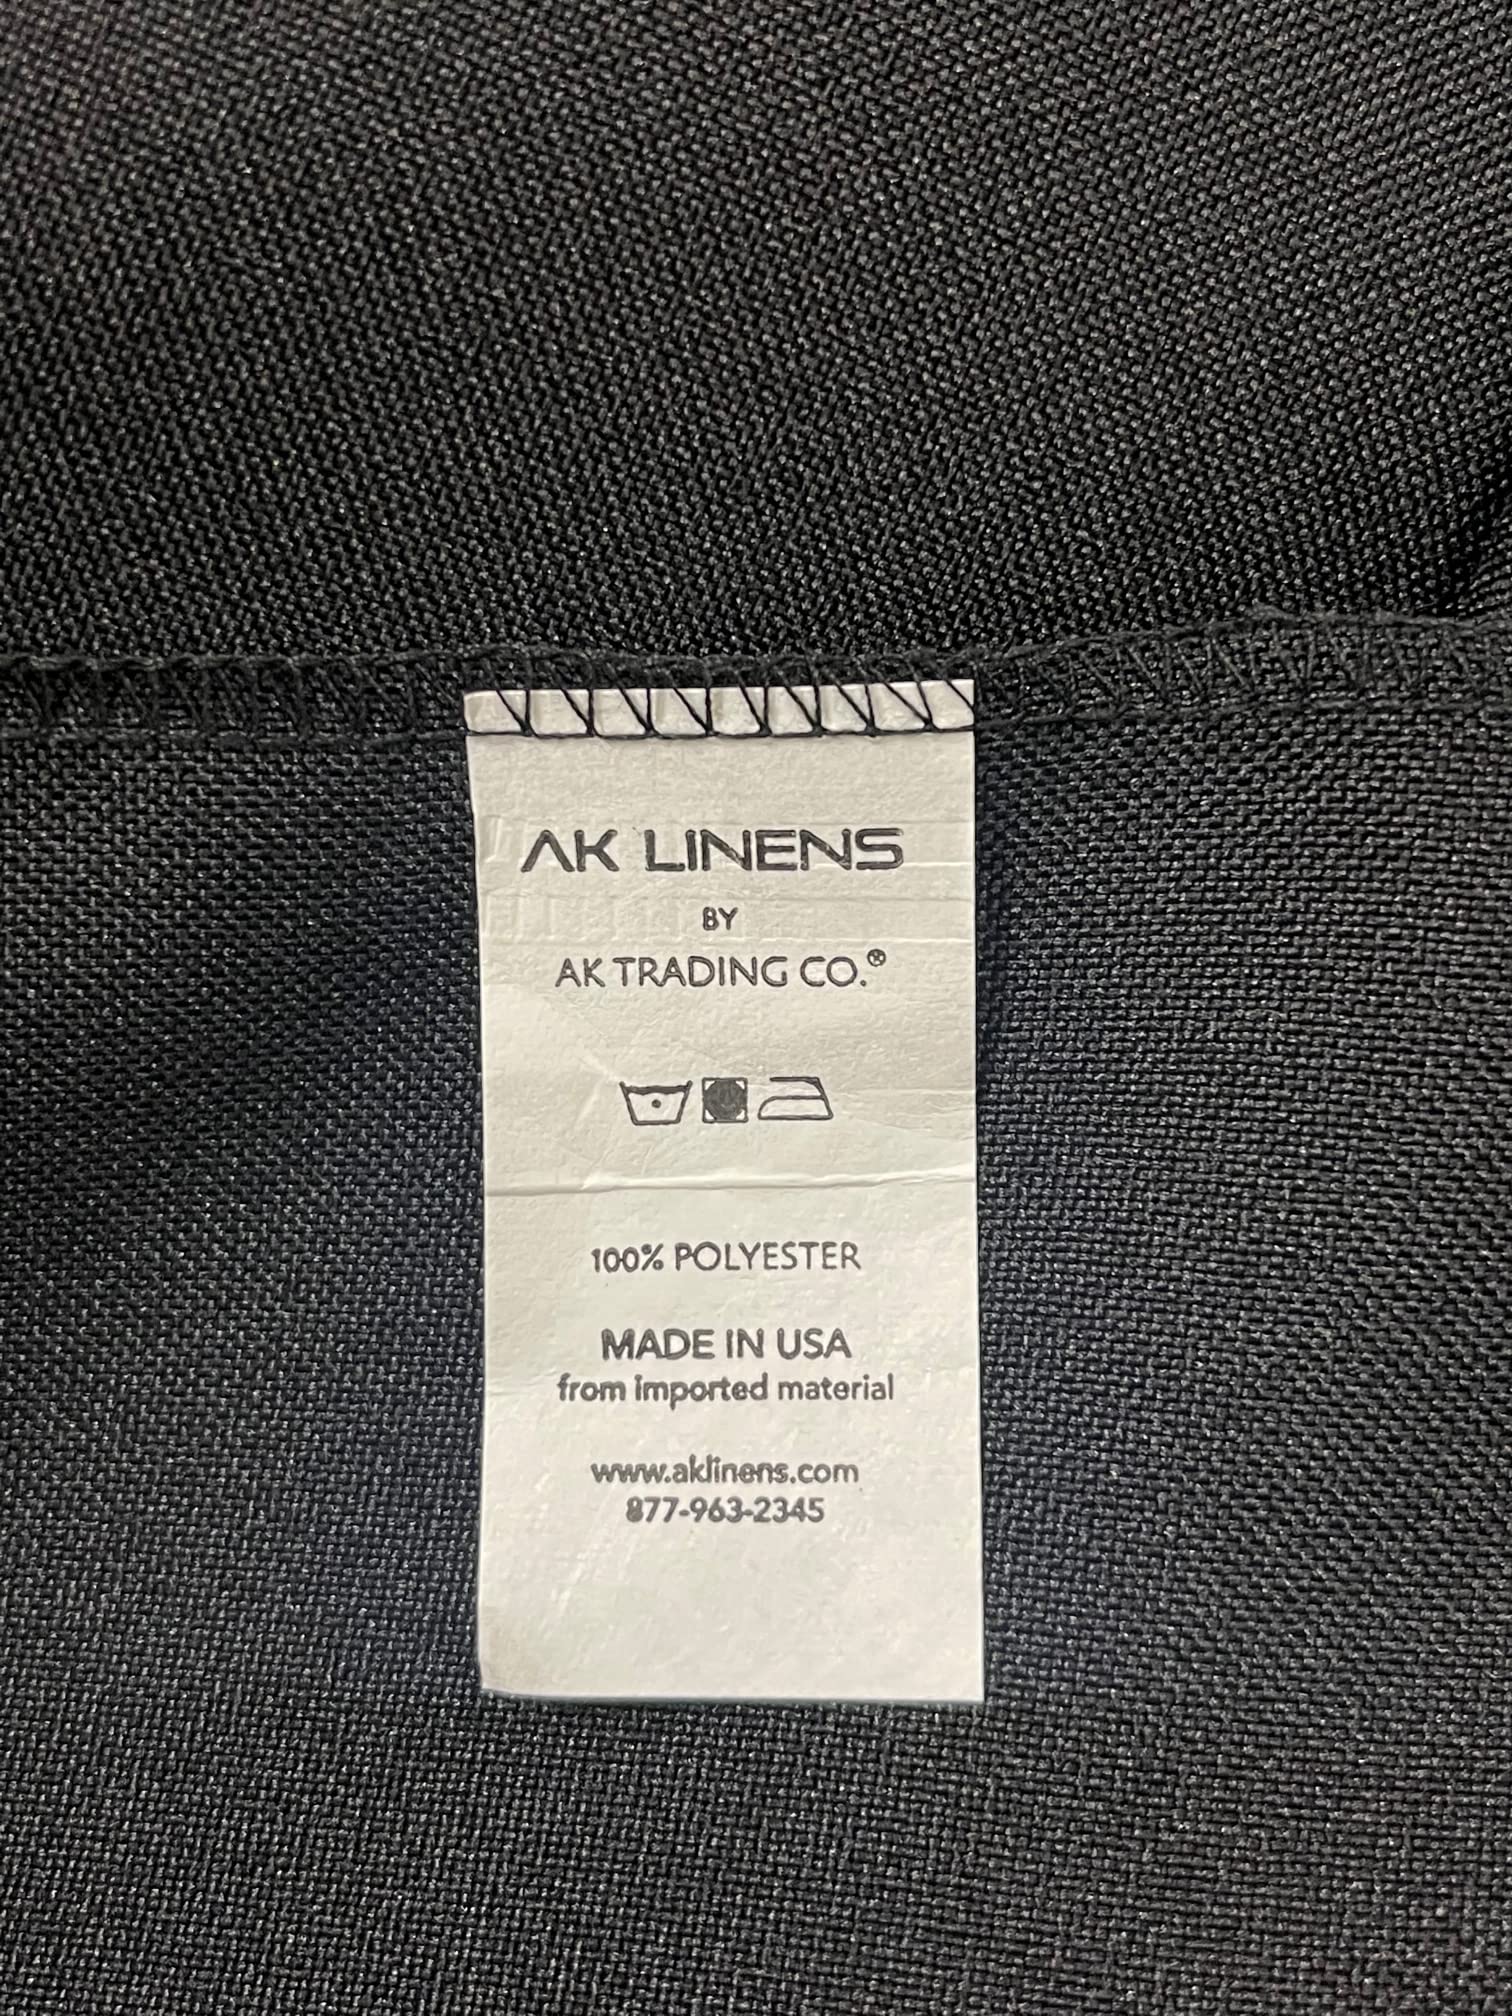 AK LINENS
BY
AK TRADING CO.®
100% POLYESTER
MADE IN USA
from imported material
www.aklinens.com
877-963-2345